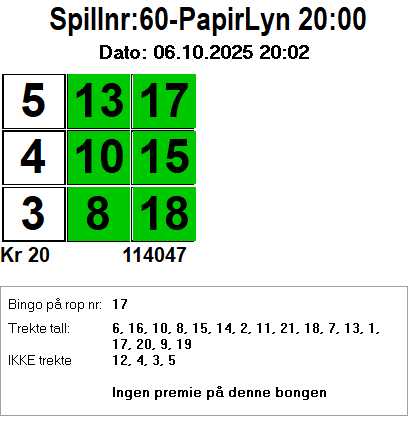 Spillnr:60-PapirLyn 20:00
Dato: 06.10.2025 20:02
5 13 17
4 10 15
3 8 18
Kr 20 114047
Bingo på rop nr: 17
Trekte tall: 6, 16, 10, 8, 15, 14, 2, 11, 21, 18, 7, 13, 1,
17, 20, 9, 19
IKKE trekte 12, 4, 3, 5
Ingen premie på denne bongen